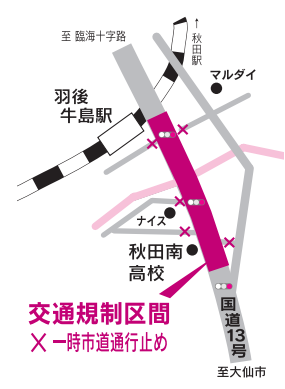 至 臨海十字路
↑
秋田駅
マルダイ
羽後
牛島駅
ナイス
秋田南
高校
交通規制区間
× 一時市道通行止め
国道13号
至大仙市